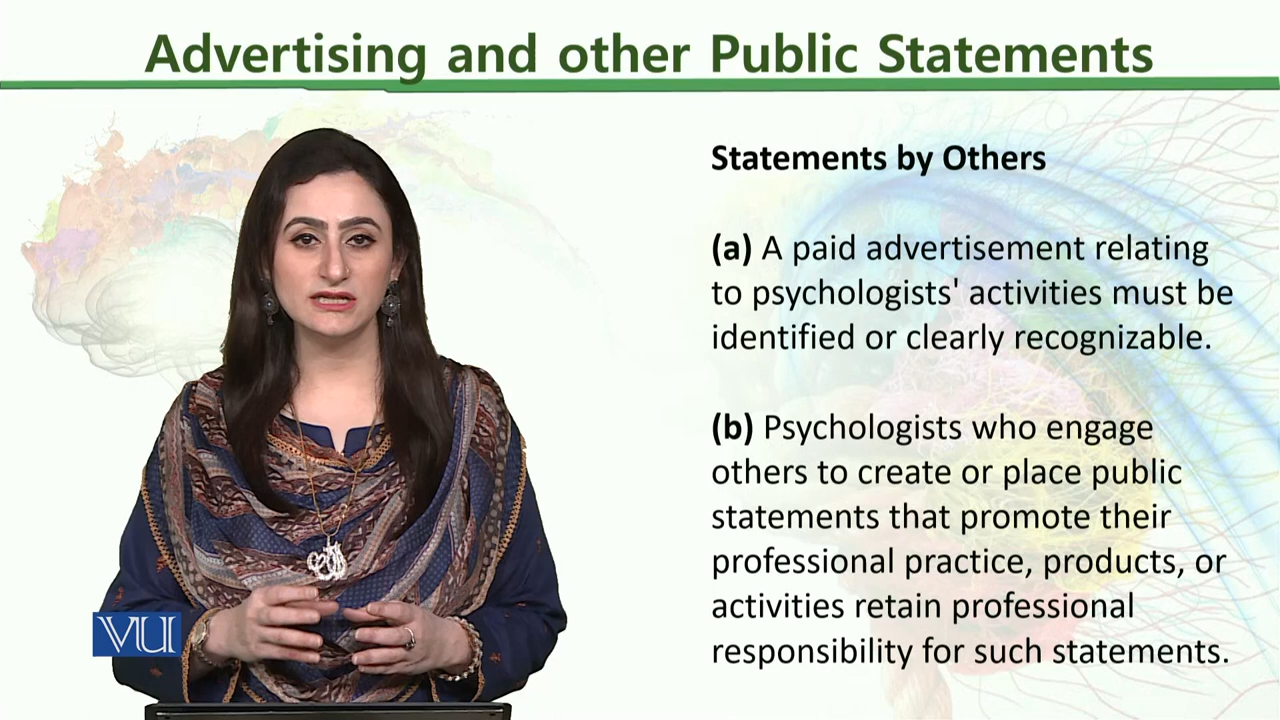 Advertising and other Public Statements
Statements by Others
(a) A paid advertisement relating
to psychologists' activities must be
identified or clearly recognizable.
(b) Psychologists who engage
others to create or place public
statements that promote their
professional practice, products, or
activities retain professional
responsibility for such statements.
VU
الله